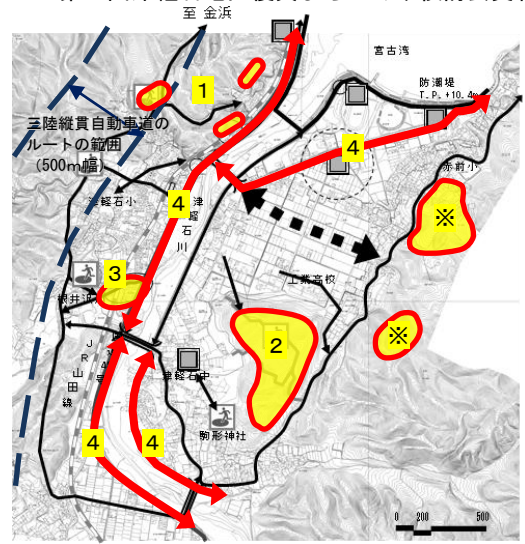 至 金浜
宮古湾
防潮堤
T.P.+10.4m
1
三陸縦貫自動車道の
ルートの範囲
(500m幅)
4
赤前小
津軽石小
4
津軽石川
※
3
工業高校
根井沢
※
2
JR山田線
津軽石中
4
4
駒形神社
0 200 500